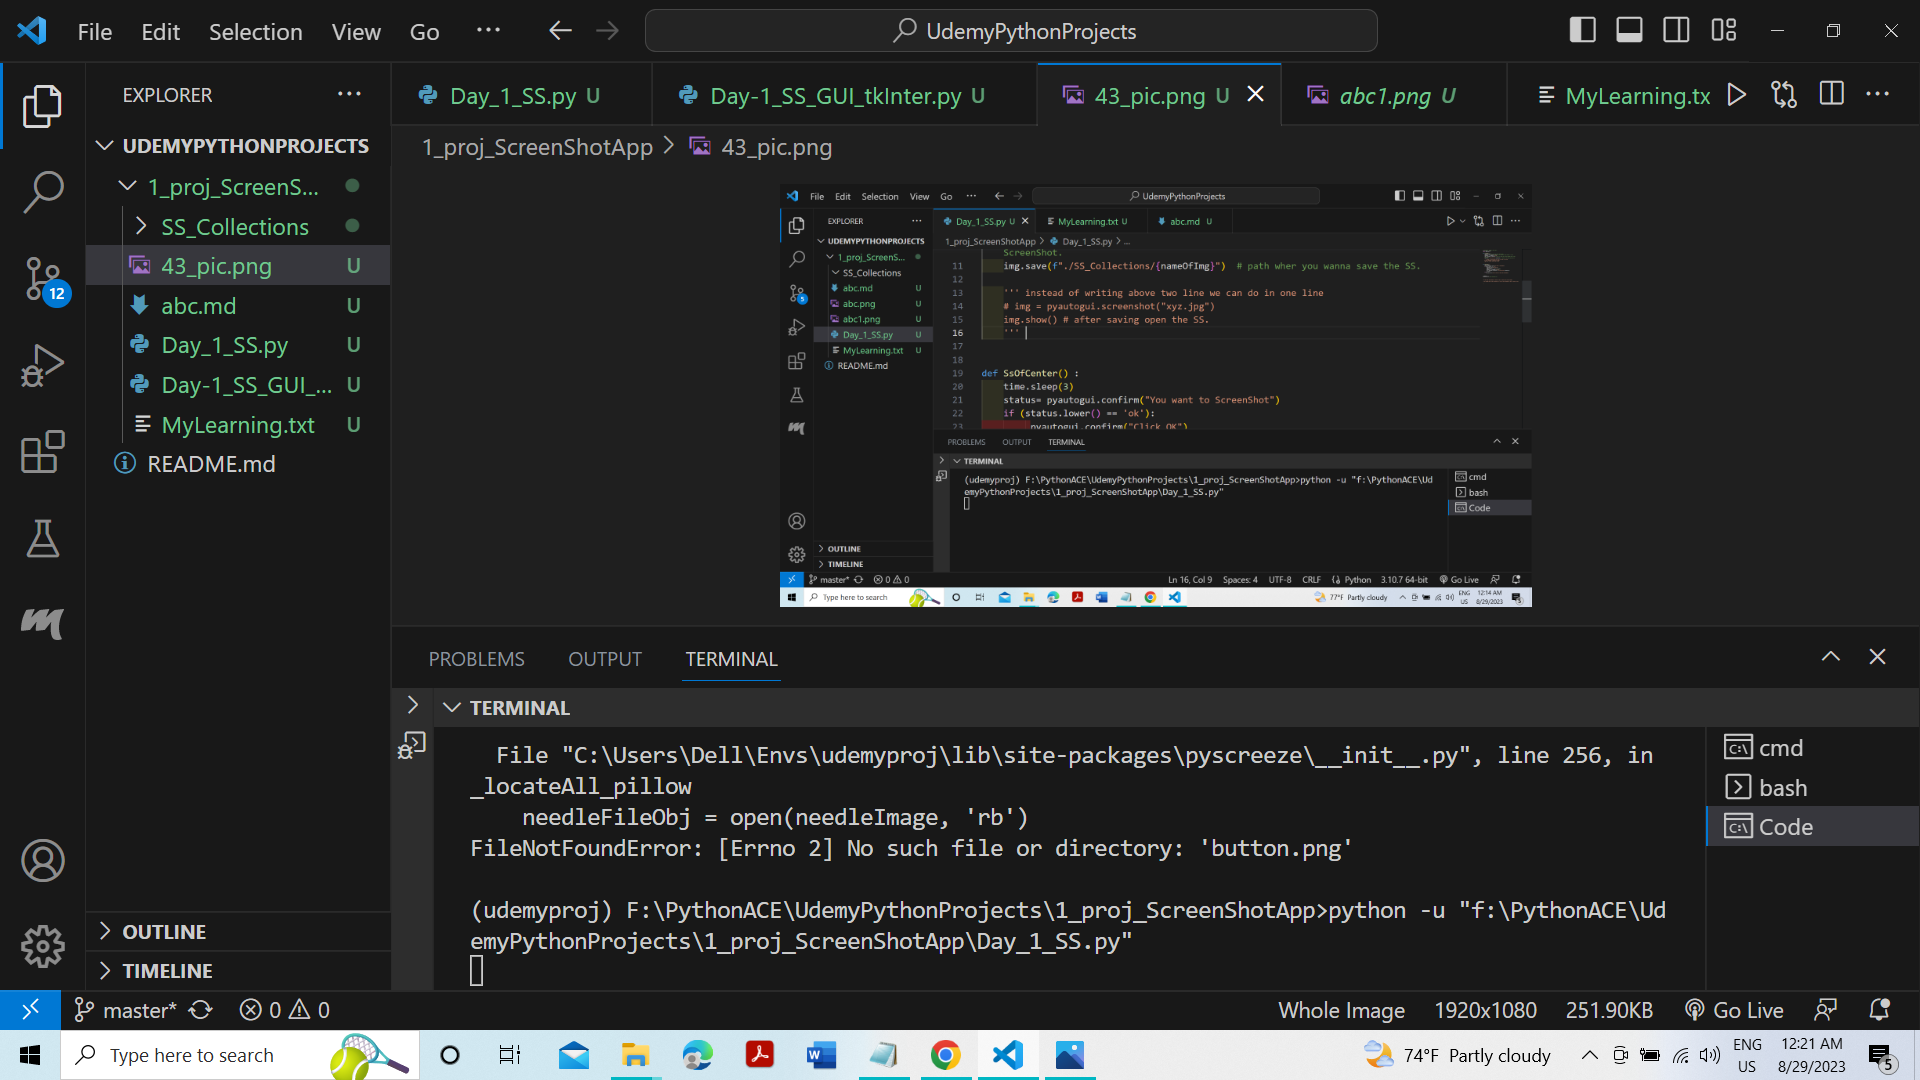 File Edit Selection View Go ··· UdemyPythonProjects
EXPLORER ···
Day_1_SS.py U
Day-1_SS_GUI_tkInter.py U
43_pic.png U
abc1.png U
MyLearning.tx
UDEMYPYTHONPROJECTS
1_proj_ScreenS...
SS_Collections
43_pic.png U
abc.md U
Day_1_SS.py U
Day-1_SS_GUI_... U
MyLearning.txt U
README.md
12
OUTLINE
TIMELINE
1_proj_ScreenShotApp > 43_pic.png
File Edit Selection View Go ··· UdemyPythonProjects
EXPLORER ···
Day_1_SS.py U
MyLearning.txt U
abc.md U
UDEMYPYTHONPROJECTS
1_proj_ScreenS...
SS_Collections
abc.md U
abc.png U
abc1.png U
Day_1_SS.py U
MyLearning.txt U
README.md
5
OUTLINE
TIMELINE
1_proj_ScreenShotApp > Day_1_SS.py > ...
ScreenShot.
11 img.save(f"./SS_Collections/{nameOfImg}") # path wher you wanna save the SS.
12
13 ''' instead of writing above two line we can do in one line
14 # img = pyautogui.screenshot("xyz.jpg")
15 img.show() # after saving open the SS.
16 '''
17
18
19 def SsOfCenter() :
20 time.sleep(3)
21 status= pyautogui.confirm("You want to ScreenShot")
22 if (status.lower() == 'ok'):
23 pyautogui.confirm("Click OK")
PROBLEMS OUTPUT TERMINAL
TERMINAL
(udemyproj) F:\PythonACE\UdemyPythonProjects\1_proj_ScreenShotApp>python -u "f:\PythonACE\Ud
emyPythonProjects\1_proj_ScreenShotApp\Day_1_SS.py"
cmd
bash
Code
master* 0 0 Ln 16, Col 9 Spaces: 4 UTF-8 CRLF Python 3.10.7 64-bit Go Live
Type here to search 77°F Partly cloudy ENG US 12:14 AM 8/29/2023 5
PROBLEMS OUTPUT TERMINAL
TERMINAL
File "C:\Users\Dell\Envs\udemyproj\lib\site-packages\pyscreeze\__init__.py", line 256, in
_locateAll_pillow
needleFileObj = open(needleImage, 'rb')
FileNotFoundError: [Errno 2] No such file or directory: 'button.png'
(udemyproj) F:\PythonACE\UdemyPythonProjects\1_proj_ScreenShotApp>python -u "f:\PythonACE\Ud
emyPythonProjects\1_proj_ScreenShotApp\Day_1_SS.py"
cmd
bash
Code
master* 0 0 Whole Image 1920x1080 251.90KB Go Live
Type here to search 74°F Partly cloudy ENG 12:21 AM
US 8/29/2023 5